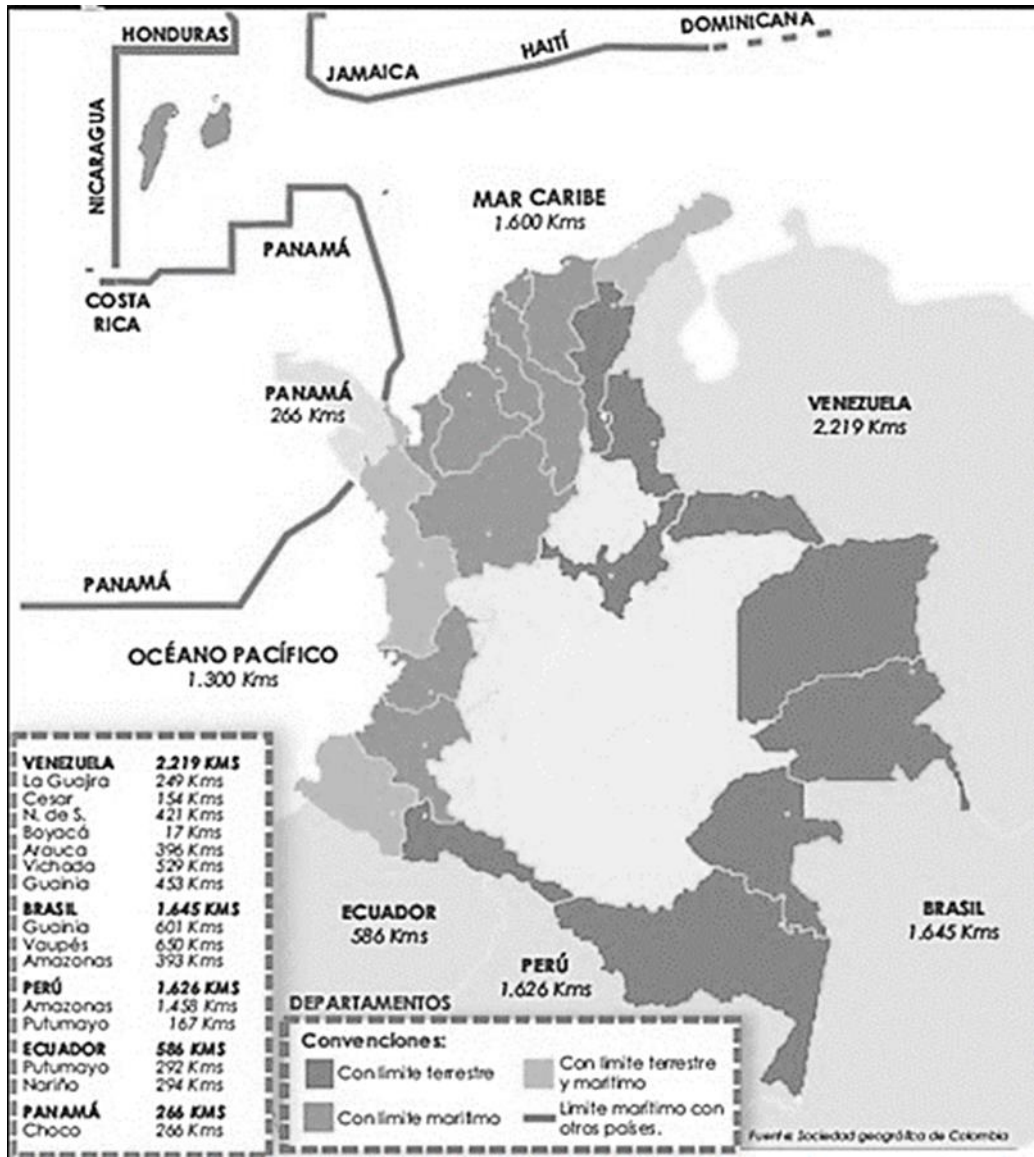 HONDURAS
DOMINICANA
HAITÍ
JAMAICA
NICARAGUA
MAR CARIBE
1.600 Kms
PANAMÁ
COSTA
RICA
PANAMÁ
266 Kms
VENEZUELA
2.219 Kms
PANAMÁ
OCÉANO PACÍFICO
1.300 Kms
VENEZUELA 2.219 KMS
La Guajira 249 Kms
Cesar 154 Kms
N. de S. 421 Kms
Boyacá 17 Kms
Arauca 396 Kms
Vichada 529 Kms
Guainía 453 Kms
BRASIL 1.645 KMS
Guainía 601 Kms
Vaupés 650 Kms
Amazonas 393 Kms
PERÚ 1.626 KMS
Amazonas 1.458 Kms
Putumayo 167 Kms
ECUADOR 586 KMS
Putumayo 292 Kms
Nariño 294 Kms
PANAMÁ 266 KMS
Choco 266 Kms
ECUADOR
586 Kms
PERÚ
1.626 Kms
BRASIL
1.645 Kms
DEPARTAMENTOS
Convenciones:
Con límite terrestre
Con límite terrestre
y marítimo
Con límite marítimo
Límite marítimo con
otros países.
Fuente: Sociedad geográfica de Colombia